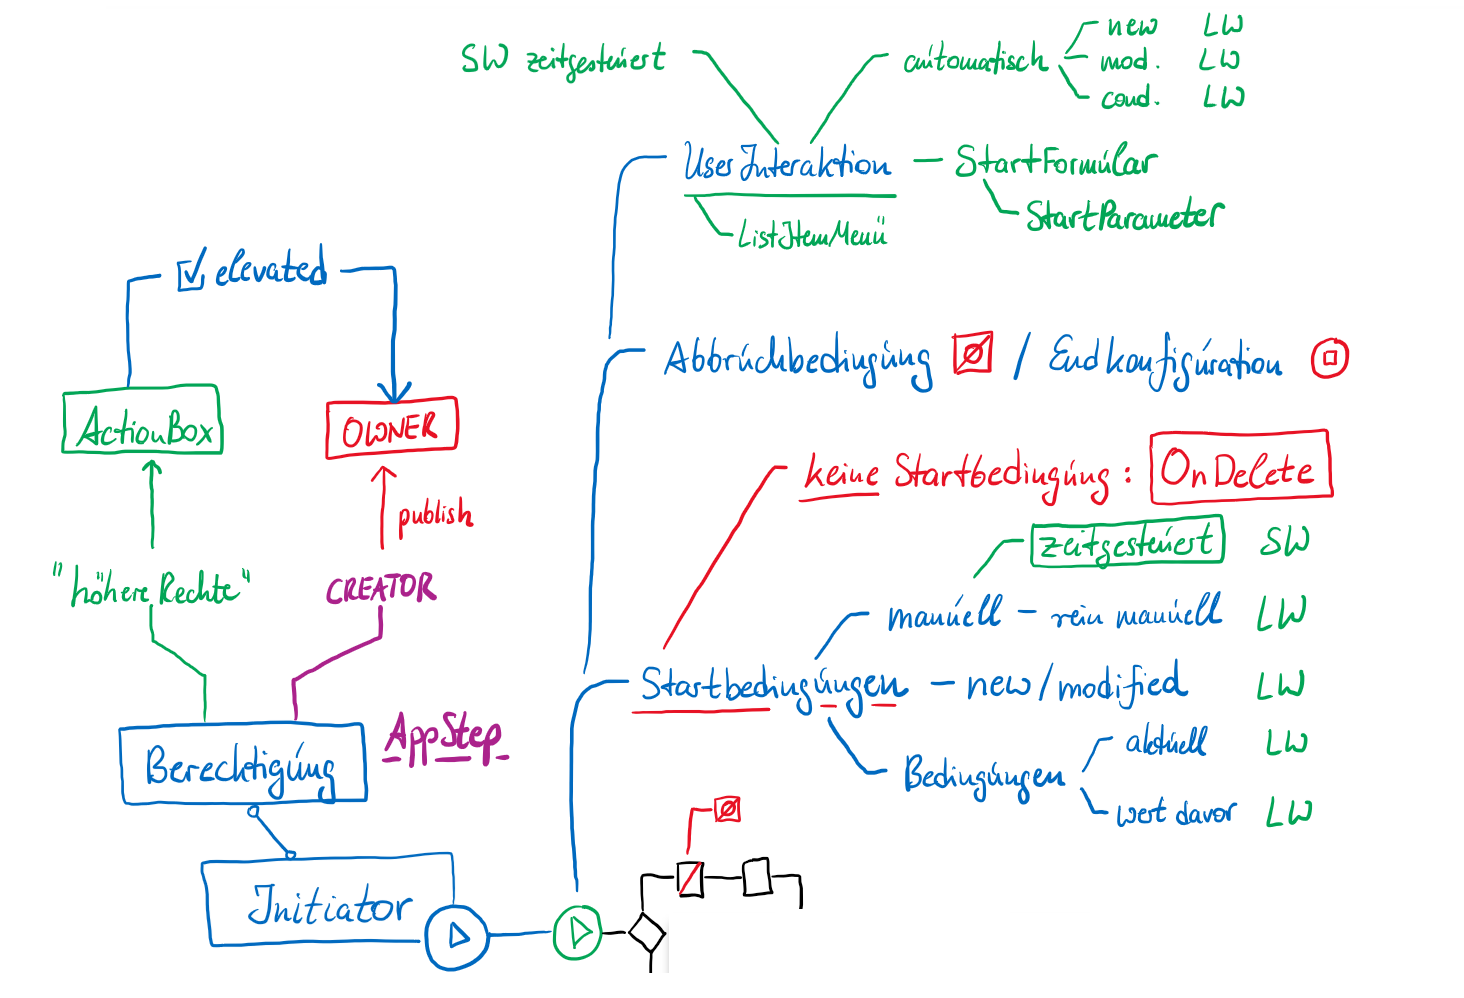 SW zeitgesteuert
automatisch
new LW
mod. LW
cond. LW
UserInteraktion – StartFormular
StartParameter
ListItemMenü
elevated
Abbruchbedingung / Endkonfiguration
ActionBox
OWNER
keine Startbedingung: OnDelete
publish
zeitgesteuert SW
"höhere Rechte"
CREATOR
manuell – rein manuell LW
Startbedingungen – new/modified LW
AppStep
Berechtigung
aktuell LW
Bedingungen
wert davor LW
Initiator